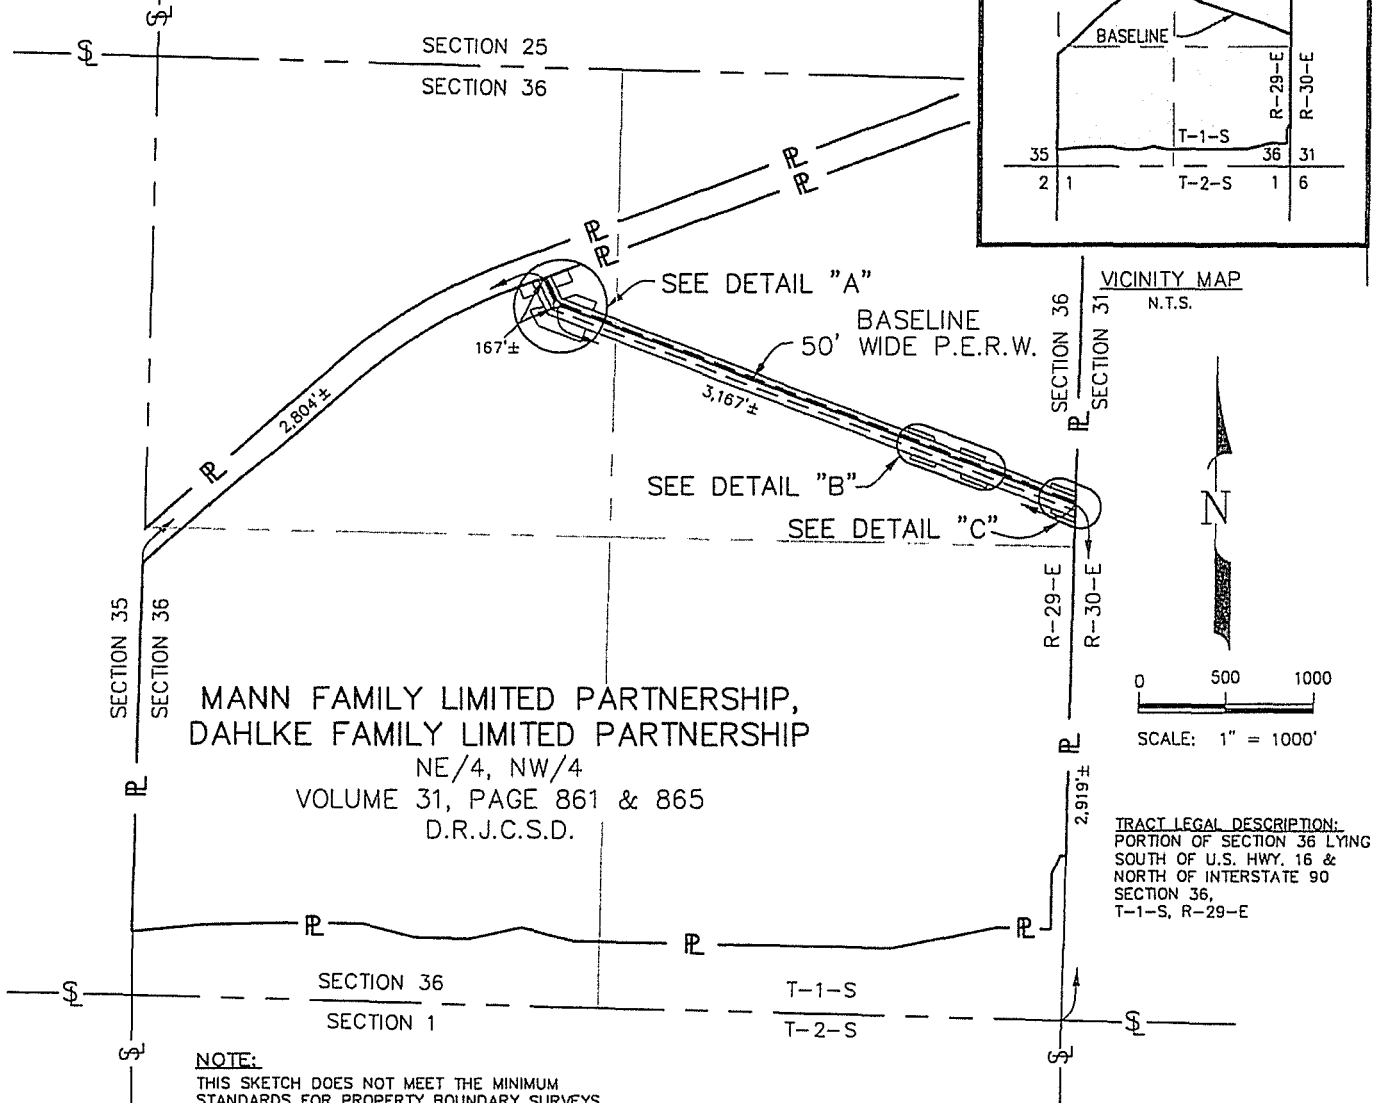 SECTION 25
SECTION 36
BASELINE
R-29-E
R-30-E
T-1-S
35
36
31
2
1
T-2-S
1
6
VICINITY MAP
N.T.S.
SECTION 36
SECTION 31
SEE DETAIL "A"
BASELINE
50' WIDE P.E.R.W.
167'±
2,804'±
3,167'±
SEE DETAIL "B"
SEE DETAIL "C"
N
R-29-E
R-30-E
SECTION 35
SECTION 36
0 500 1000
SCALE: 1" = 1000'
MANN FAMILY LIMITED PARTNERSHIP,
DAHLKE FAMILY LIMITED PARTNERSHIP
NE/4, NW/4
VOLUME 31, PAGE 861 & 865
D.R.J.C.S.D.
2,919'±
TRACT LEGAL DESCRIPTION:
PORTION OF SECTION 36 LYING
SOUTH OF U.S. HWY. 16 &
NORTH OF INTERSTATE 90
SECTION 36,
T-1-S, R-29-E
SECTION 36
SECTION 1
T-1-S
T-2-S
NOTE:
THIS SKETCH DOES NOT MEET THE MINIMUM
STANDARDS FOR PROPERTY BOUNDARY SURVEYS